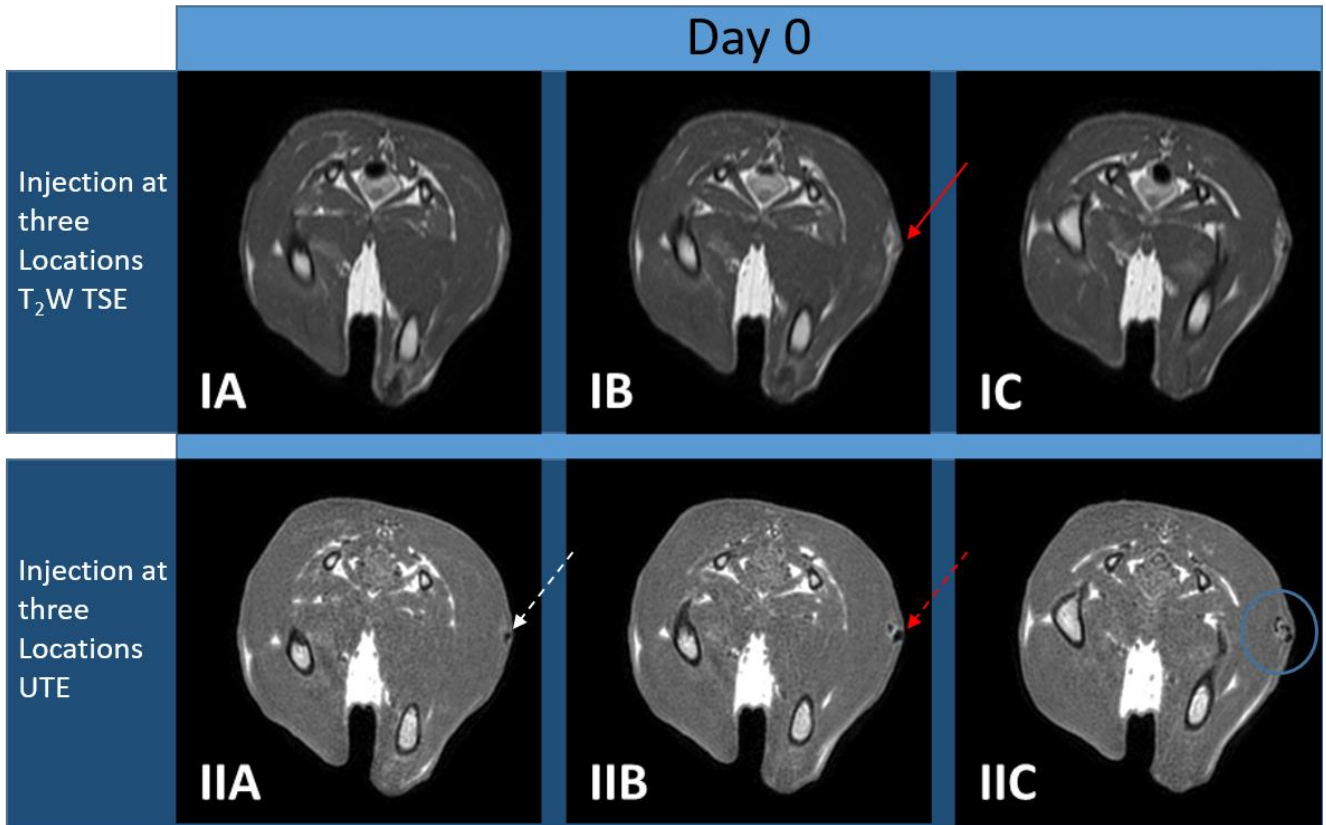 Day 0
Injection at
three
Locations
T₂W TSE
IA
IB
IC
Injection at
three
Locations
UTE
IIA
IIB
IIC